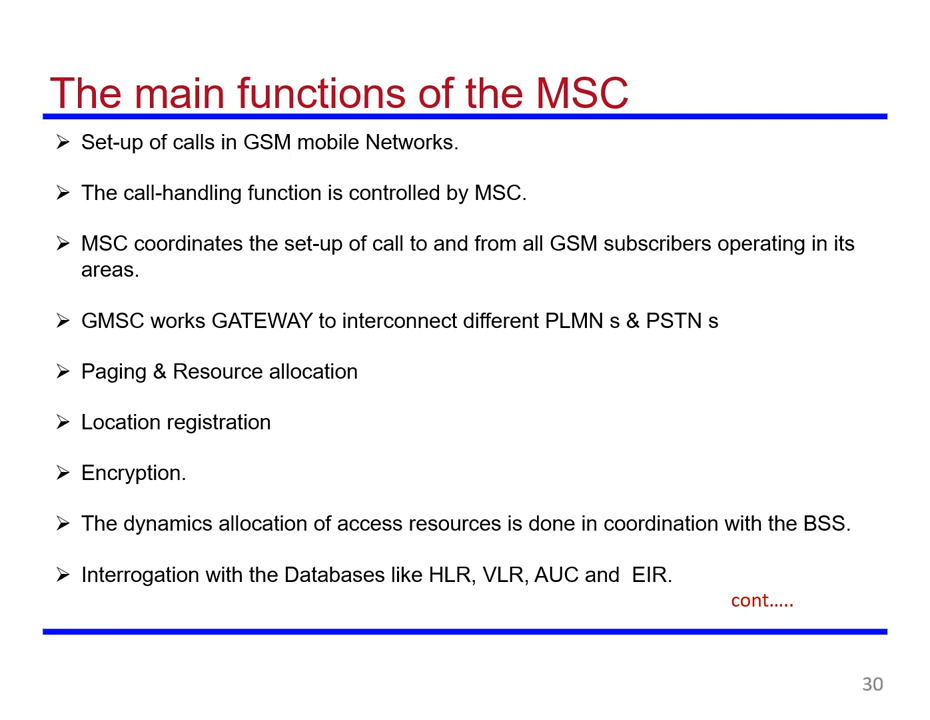 The main functions of the MSC
➢ Set-up of calls in GSM mobile Networks.
➢ The call-handling function is controlled by MSC.
➢ MSC coordinates the set-up of call to and from all GSM subscribers operating in its
areas.
➢ GMSC works GATEWAY to interconnect different PLMN s & PSTN s
➢ Paging & Resource allocation
➢ Location registration
➢ Encryption.
➢ The dynamics allocation of access resources is done in coordination with the BSS.
➢ Interrogation with the Databases like HLR, VLR, AUC and  EIR.
cont…..
30